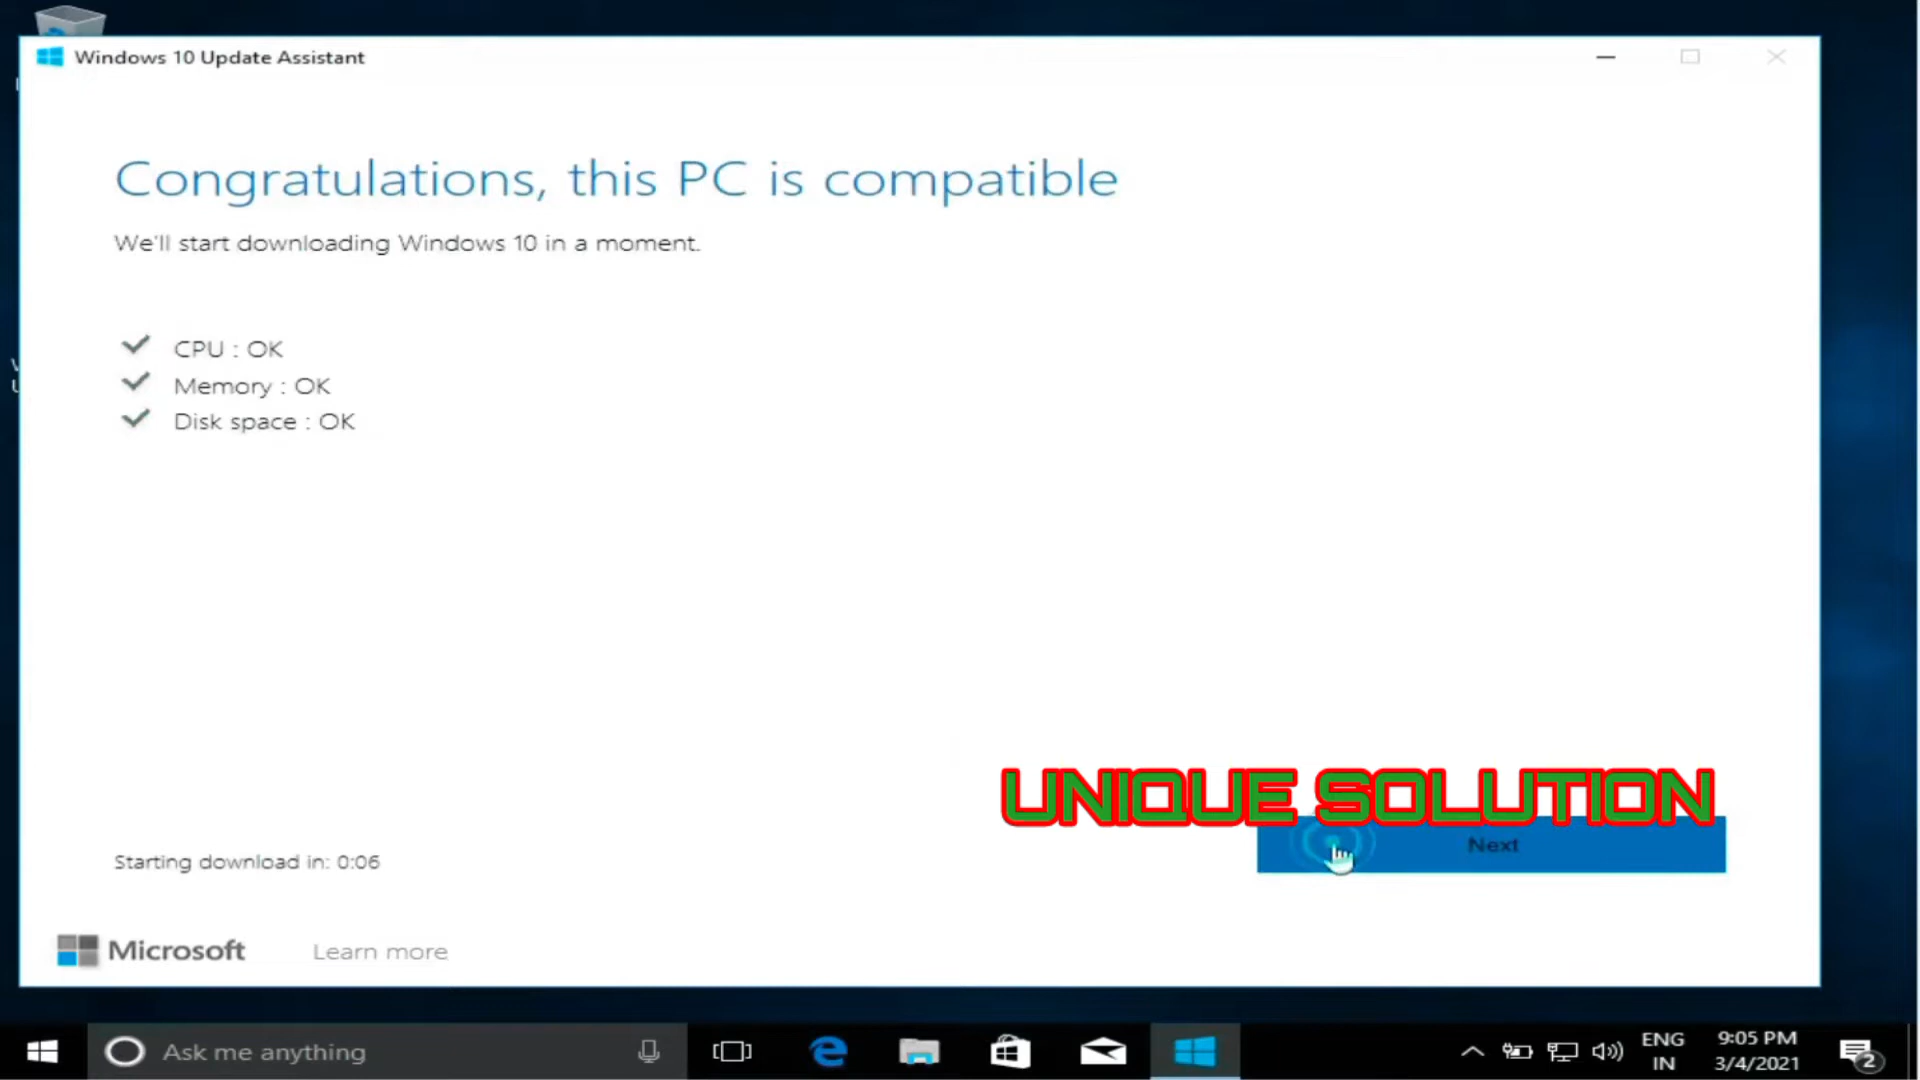 Windows 10 Update Assistant
Congratulations, this PC is compatible
We'll start downloading Windows 10 in a moment.
CPU : OK
Memory : OK
Disk space : OK
UNIQUE SOLUTION
Next
Starting download in: 0:06
Microsoft
Learn more
Ask me anything
ENG
IN
9:05 PM
3/4/2021
2